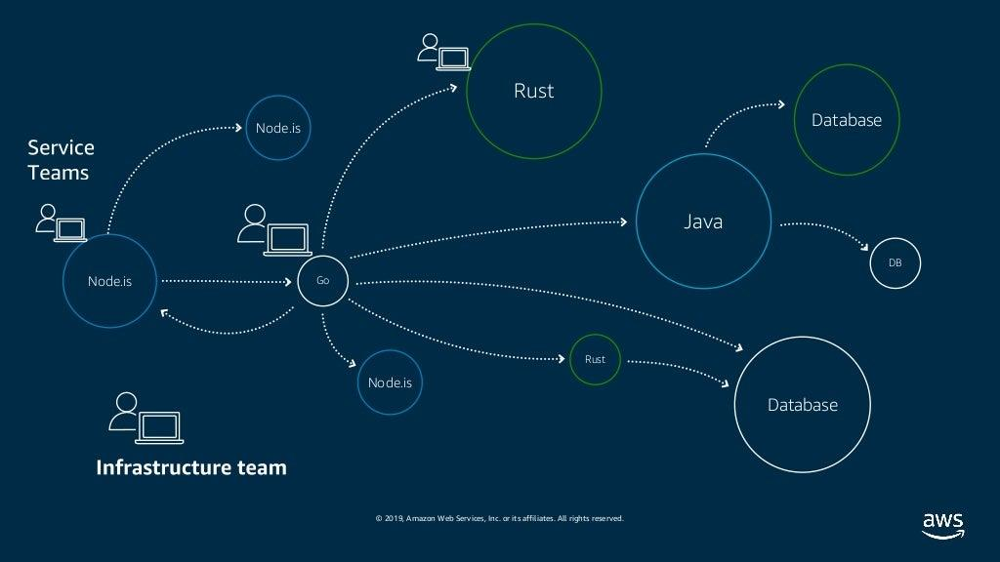 Rust
Database
Node.is
Service
Teams
Java
DB
Node.is
Go
Rust
Node.is
Database
Infrastructure team
© 2019, Amazon Web Services, Inc. or its affiliates. All rights reserved.
aws